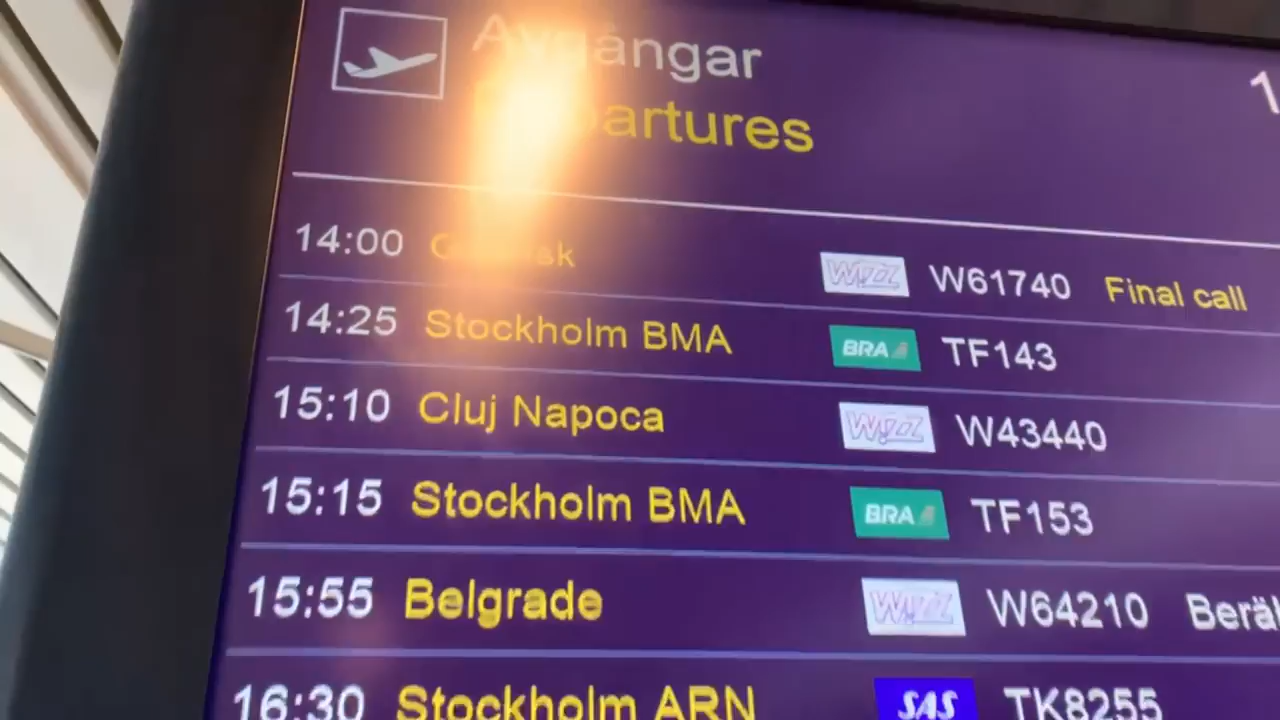 Avgångar
Departures
14:00 WIZZ W61740 Final call
14:25 Stockholm BMA BRA TF143
15:10 Cluj Napoca WIZZ W43440
15:15 Stockholm BMA BRA TF153
15:55 Belgrade WIZZ W64210
16:30 Stockholm ARN SAS TK8255